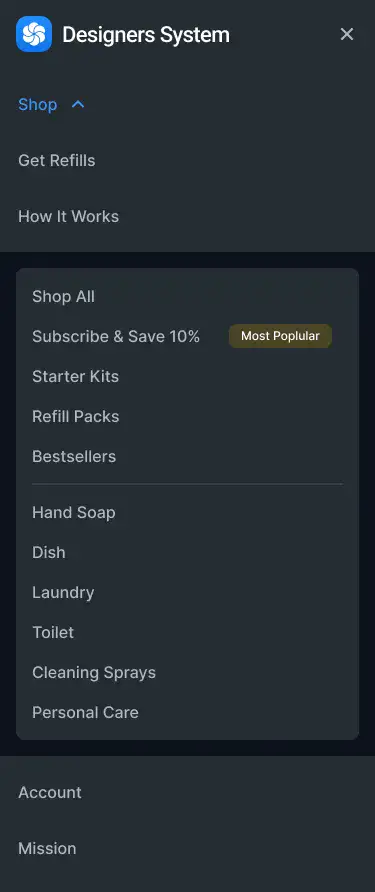 Designers System
Shop
Get Refills
How It Works
Shop All
Subscribe & Save 10% Most Poplular
Starter Kits
Refill Packs
Bestsellers
Hand Soap
Dish
Laundry
Toilet
Cleaning Sprays
Personal Care
Account
Mission